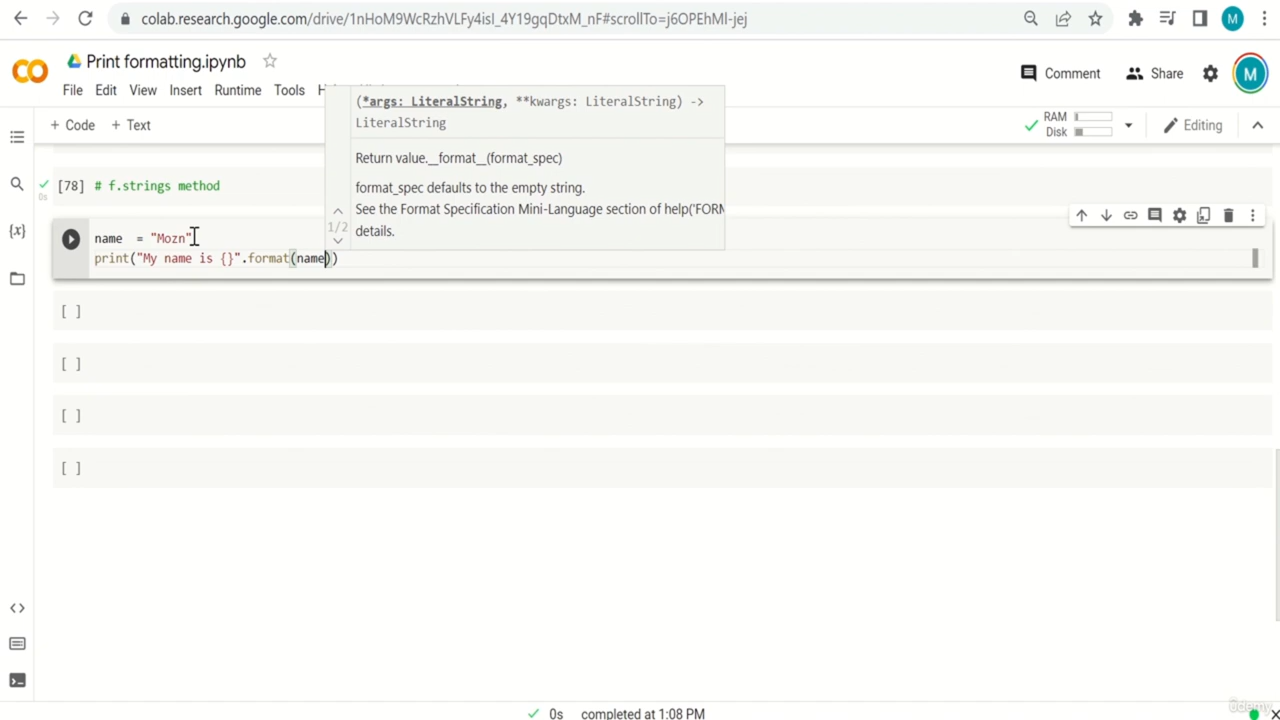 colab.research.google.com/drive/1nHoM9WcRzhVLFy4isI_4Y19gqDtxM_nF#scrollTo=j6OPEhMl-jej
M
Print formatting.ipynb
File Edit View Insert Runtime Tools H
Comment
Share
M
(*args: LiteralString, **kwargs: LiteralString) ->
LiteralString
+ Code + Text
RAM
Disk
Editing
Return value.__format__(format_spec)
[78] # f.strings method
0s
format_spec defaults to the empty string.
See the Format Specification Mini-Language section of help('FORM
1/2
details.
{x}
name = "Mozn"
print("My name is {}".format(name))
[ ]
[ ]
[ ]
[ ]
0s completed at 1:08 PM
ûdemy